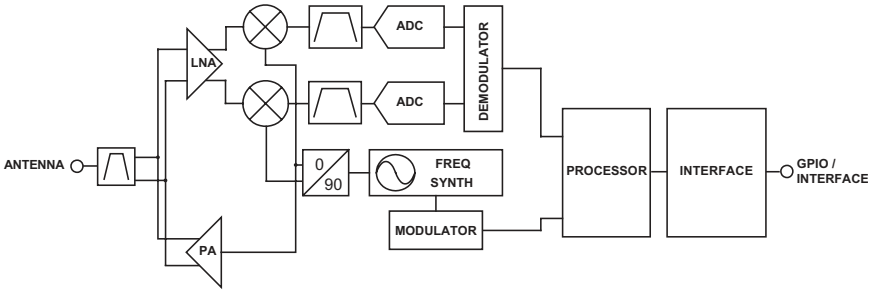 ADC
LNA
DEMODULATOR
ADC
ANTENNA
0
90
FREQ
SYNTH
PROCESSOR
INTERFACE
GPIO /
INTERFACE
MODULATOR
PA